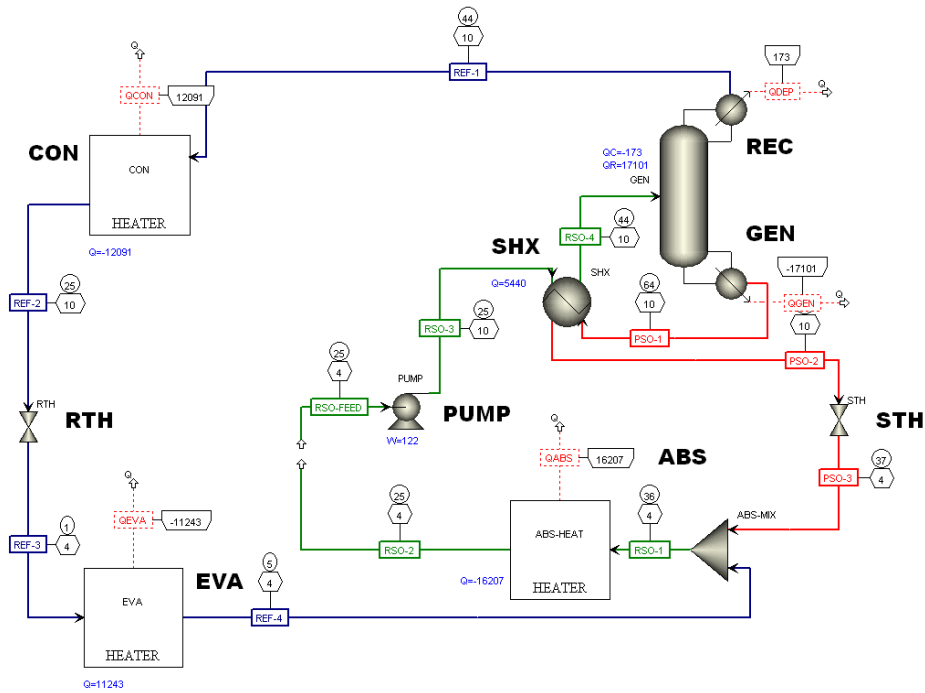 44
10
REF-1
173
QDEP
Q
REC
Q
QCON
12091
CON
CON
HEATER
Q=-12091
QC=-173
QR=17101
GEN
44
10
RSO-4
GEN
SHX
SHX
Q=5440
-17101
QGEN
Q
64
10
PSO-1
10
PSO-2
25
10
REF-2
25
10
RSO-3
25
4
RSO-FEED
PUMP
PUMP
W=122
RTH
RTH
STH
STH
Q
QABS
16207
ABS
37
4
PSO-3
ABS-MIX
36
4
RSO-1
25
4
RSO-2
ABS-HEAT
HEATER
Q=-16207
Q
QEVA
-11243
1
4
REF-3
EVA
EVA
HEATER
Q=11243
5
4
REF-4